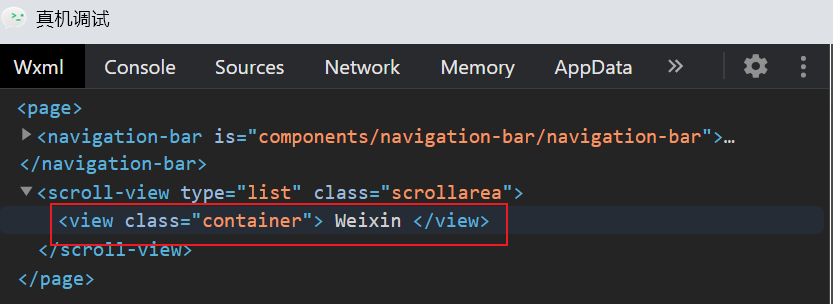 真机调试
Wxml Console Sources Network Memory AppData »
<page>
<navigation-bar is="components/navigation-bar/navigation-bar">…
</navigation-bar>
<scroll-view type="list" class="scrollarea">
<view class="container"> Weixin </view>
</scroll-view>
</page>